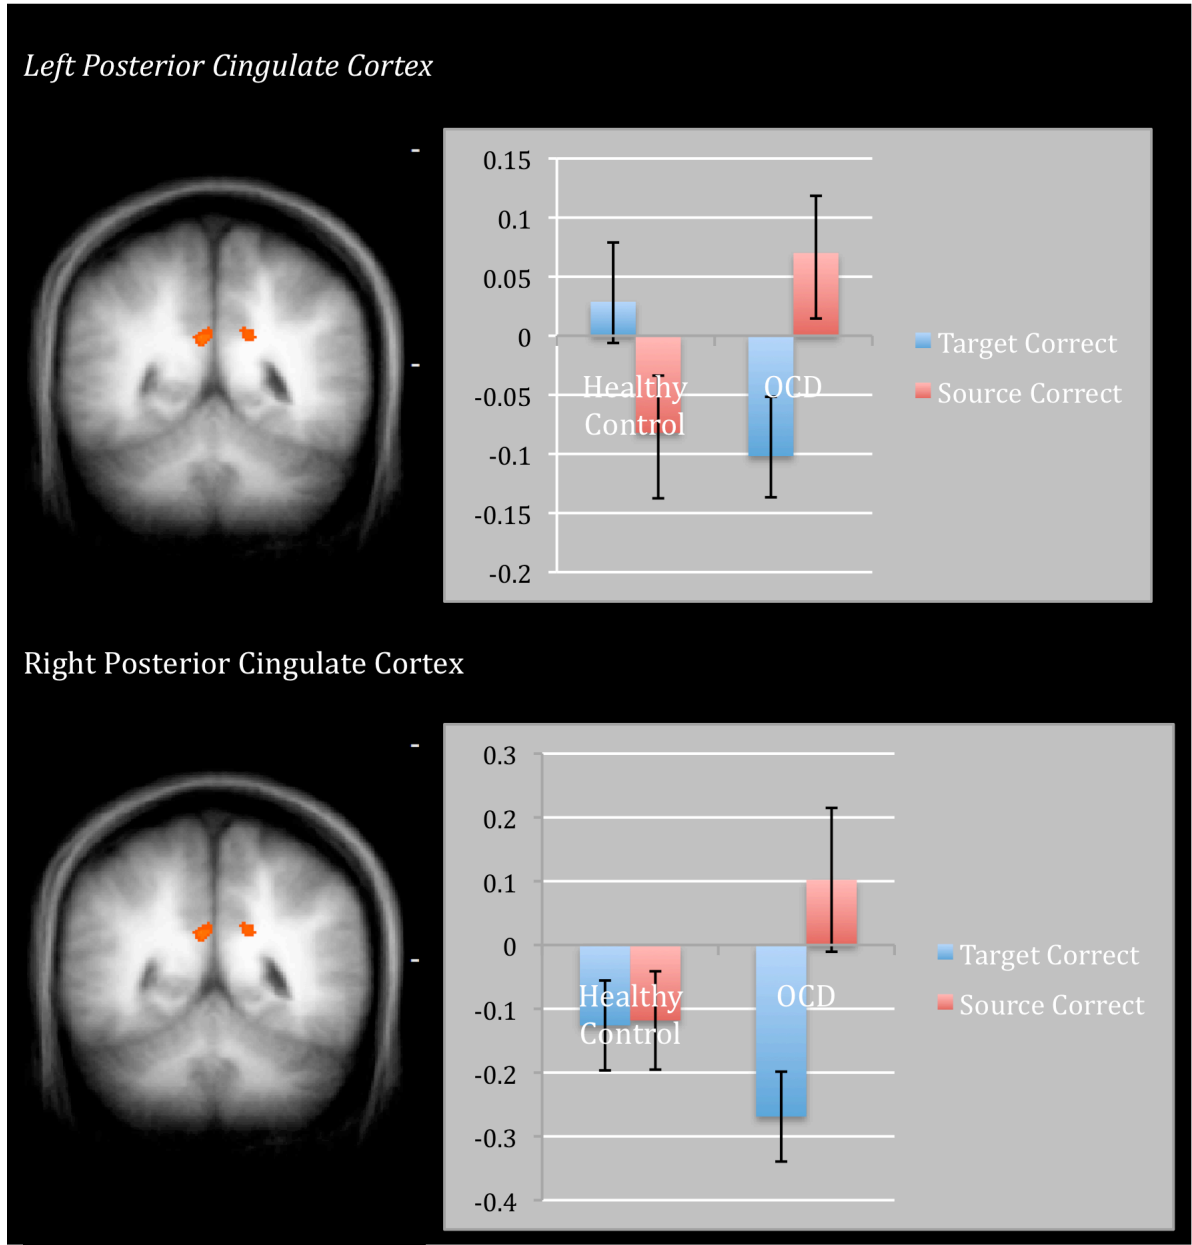 Left Posterior Cingulate Cortex
-
-
0.15
0.1
0.05
0
-0.05
-0.1
-0.15
-0.2
Healthy
Control
OCD
Target Correct
Source Correct
Right Posterior Cingulate Cortex
-
-
0.3
0.2
0.1
0
-0.1
-0.2
-0.3
-0.4
Healthy
Control
OCD
Target Correct
Source Correct